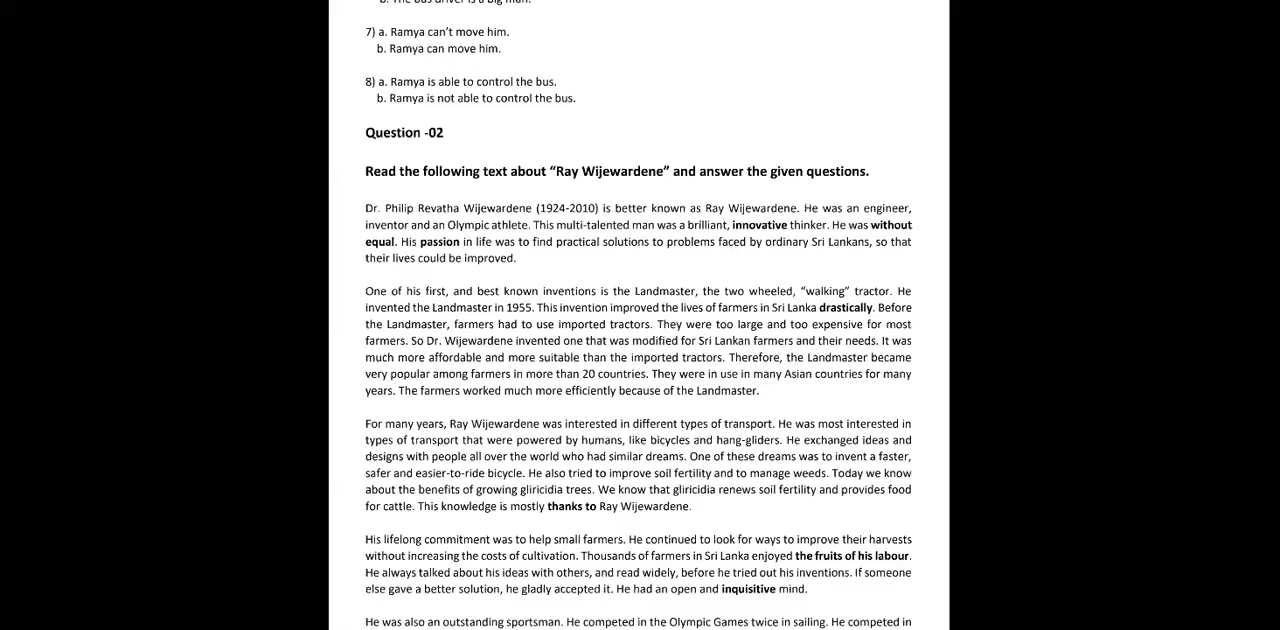 b. The bus driver is a big man.
7) a. Ramya can’t move him.
b. Ramya can move him.
8) a. Ramya is able to control the bus.
b. Ramya is not able to control the bus.
Question -02
Read the following text about “Ray Wijewardene” and answer the given questions.
Dr. Philip Revatha Wijewardene (1924-2010) is better known as Ray Wijewardene. He was an engineer,
inventor and an Olympic athlete. This multi-talented man was a brilliant, innovative thinker. He was without
equal. His passion in life was to find practical solutions to problems faced by ordinary Sri Lankans, so that
their lives could be improved.
One of his first, and best known inventions is the Landmaster, the two wheeled, “walking” tractor. He
invented the Landmaster in 1955. This invention improved the lives of farmers in Sri Lanka drastically. Before
the Landmaster, farmers had to use imported tractors. They were too large and too expensive for most
farmers. So Dr. Wijewardene invented one that was modified for Sri Lankan farmers and their needs. It was
much more affordable and more suitable than the imported tractors. Therefore, the Landmaster became
very popular among farmers in more than 20 countries. They were in use in many Asian countries for many
years. The farmers worked much more efficiently because of the Landmaster.
For many years, Ray Wijewardene was interested in different types of transport. He was most interested in
types of transport that were powered by humans, like bicycles and hang-gliders. He exchanged ideas and
designs with people all over the world who had similar dreams. One of these dreams was to invent a faster,
safer and easier-to-ride bicycle. He also tried to improve soil fertility and to manage weeds. Today we know
about the benefits of growing gliricidia trees. We know that gliricidia renews soil fertility and provides food
for cattle. This knowledge is mostly thanks to Ray Wijewardene.
His lifelong commitment was to help small farmers. He continued to look for ways to improve their harvests
without increasing the costs of cultivation. Thousands of farmers in Sri Lanka enjoyed the fruits of his labour.
He always talked about his ideas with others, and read widely, before he tried out his inventions. If someone
else gave a better solution, he gladly accepted it. He had an open and inquisitive mind.
He was also an outstanding sportsman. He competed in the Olympic Games twice in sailing. He competed in